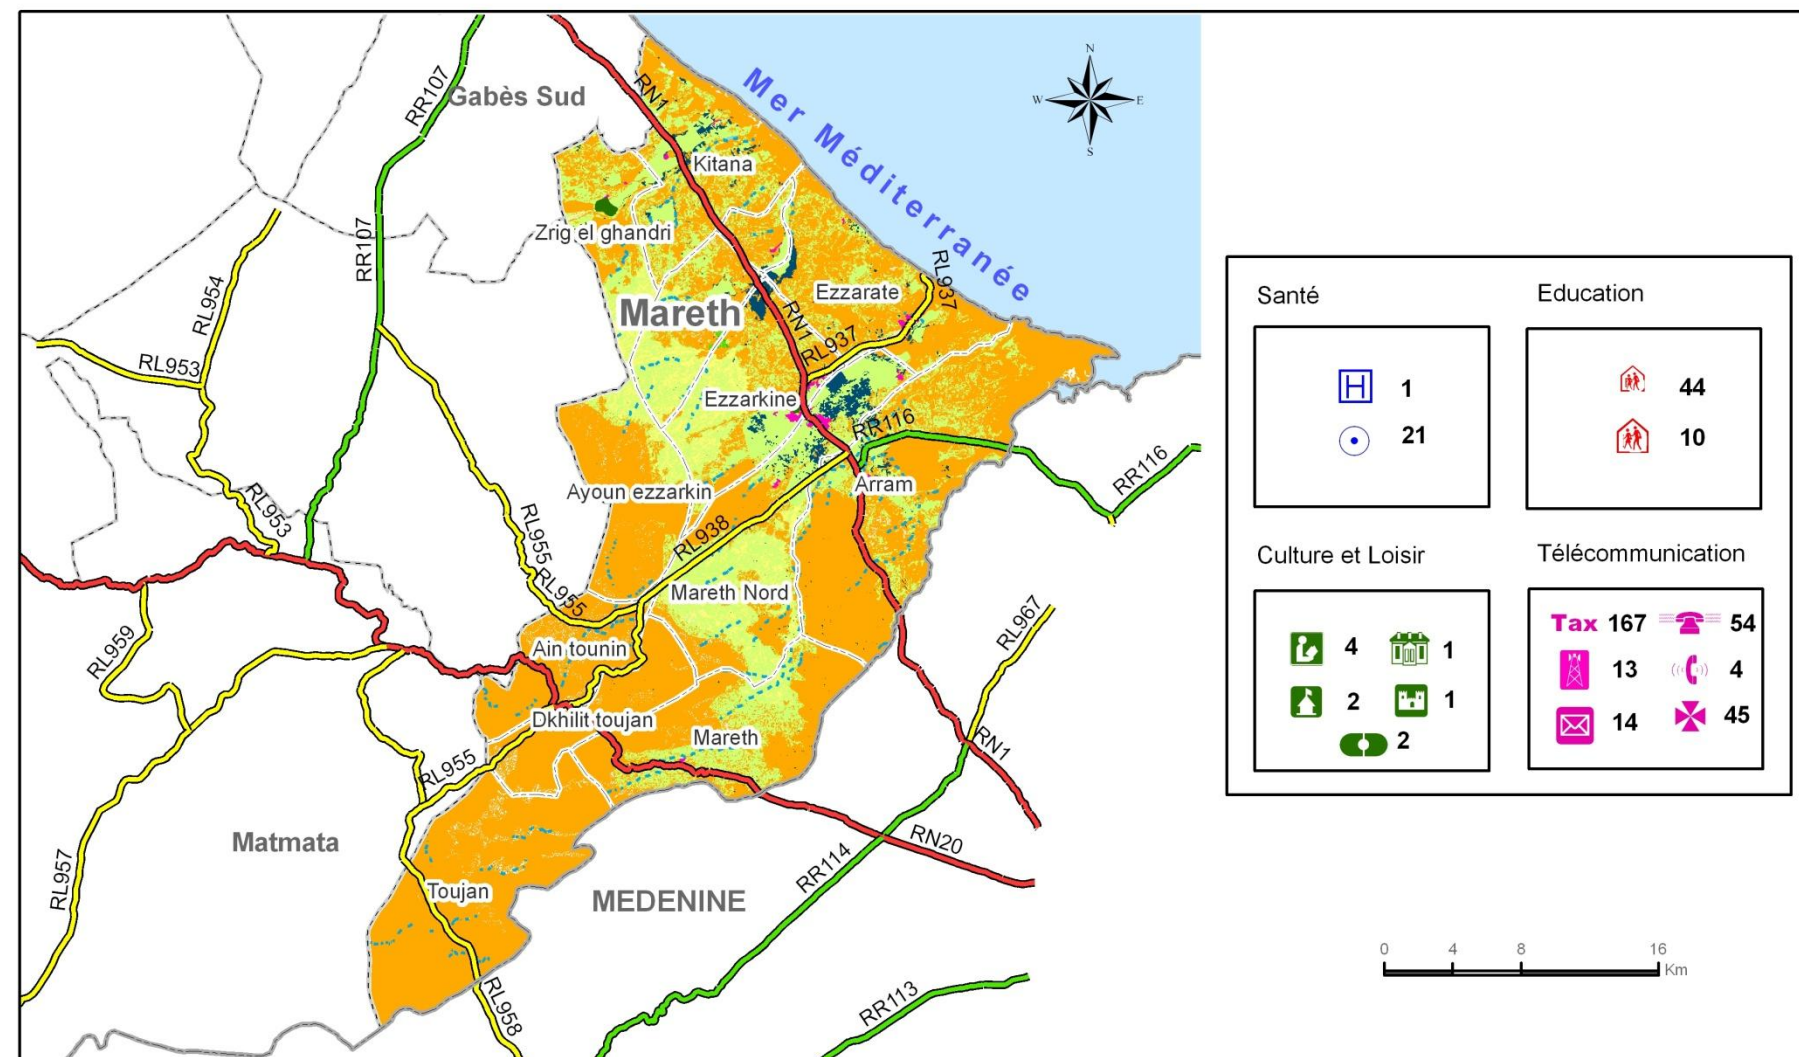 RR107
Gabès Sud
RN1
Mer Méditerranée
N
W
E
S
Kitana
Zrig el ghandri
RR107
RL954
Mareth
Ezzarate
RL937
RN1
RL937
RL953
Ezzarkine
RR116
RR116
Ayoun ezzarkin
Arram
RL953
RL955
RL938
RL955
Mareth Nord
RL967
RL959
Ain tounin
Dkhilit toujan
Mareth
RN1
RL955
Matmata
RN20
RL957
RR114
Toujan
MEDENINE
RL958
RR113
Santé
H 1
21
Education
44
10
Culture et Loisir
4 1
2 1
2
Télécommunication
Tax 167 54
13 4
14 45
0 4 8 16
Km